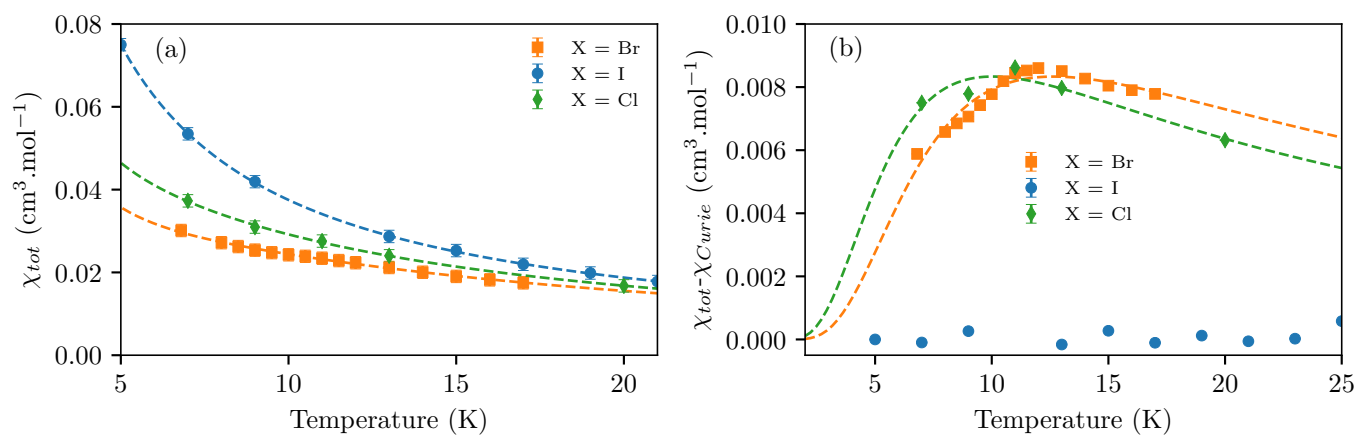 (a)
X = Br
X = I
X = Cl
χtot (cm³.mol⁻¹)
0.08
0.06
0.04
0.02
0.00
5
10
15
20
Temperature (K)
(b)
X = Br
X = I
X = Cl
χtot-χCurie (cm³.mol⁻¹)
0.010
0.008
0.006
0.004
0.002
0.000
5
10
15
20
25
Temperature (K)